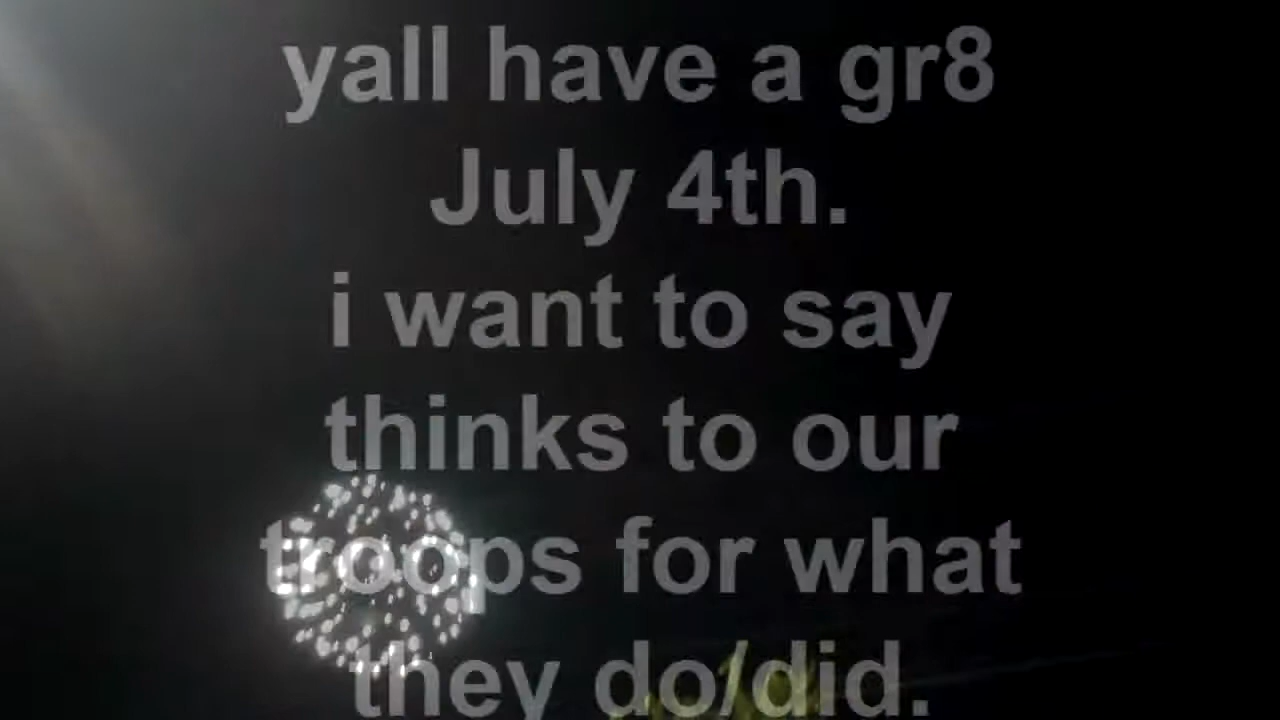 yall have a gr8
July 4th.
i want to say
thinks to our
troops for what
they do/did.